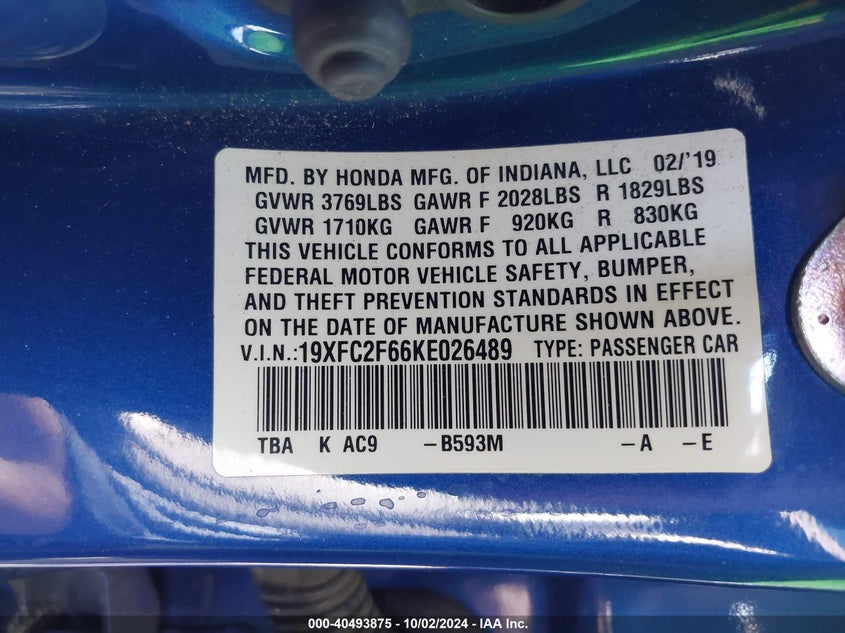 MFD. BY HONDA MFG. OF INDIANA, LLC 02/'19
GVWR 3769LBS GAWR F 2028LBS R 1829LBS
GVWR 1710KG GAWR F 920KG R 830KG
THIS VEHICLE CONFORMS TO ALL APPLICABLE
FEDERAL MOTOR VEHICLE SAFETY, BUMPER,
AND THEFT PREVENTION STANDARDS IN EFFECT
ON THE DATE OF MANUFACTURE SHOWN ABOVE.
V.I.N.:19XFC2F66KE026489 TYPE: PASSENGER CAR
TBA K AC9 -B593M -A -E
000-40493875 - 10/02/2024 - IAA Inc.